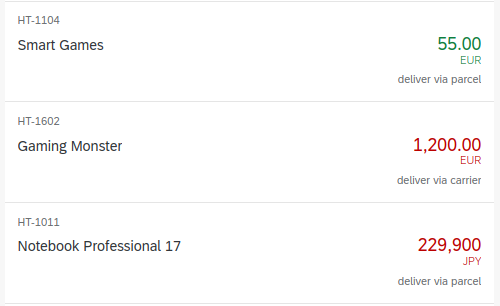 HT-1104
Smart Games
55.00
EUR
deliver via parcel
HT-1602
Gaming Monster
1,200.00
EUR
deliver via carrier
HT-1011
Notebook Professional 17
229,900
JPY
deliver via parcel